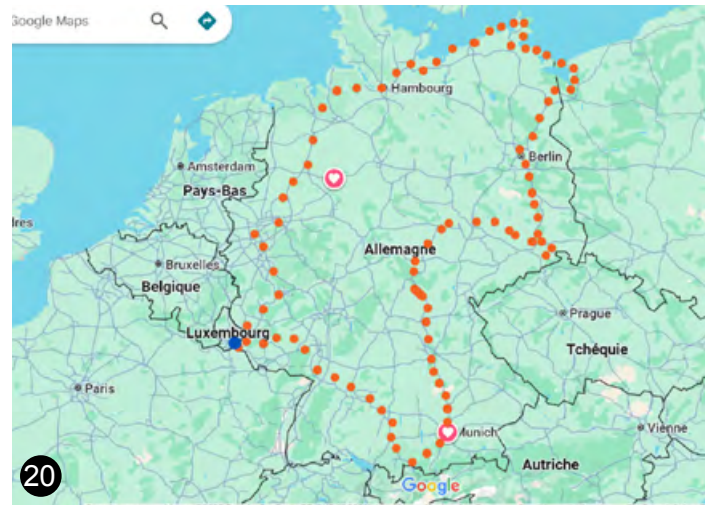 Google Maps
Hambourg
Berlin
Amsterdam
Pays-Bas
dres
Allemagne
Bruxelles
Belgique
Prague
Luxembourg
Tchéquie
Paris
Munich
Vienne
Autriche
Google
20